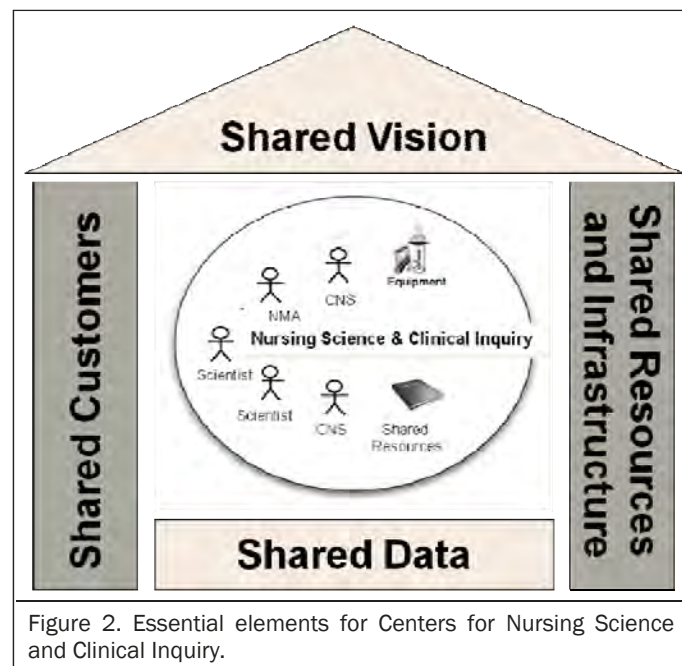 Shared Vision
Shared Customers
Equipment
NMA
CNS
Nursing Science & Clinical Inquiry
Scientist
Scientist
CNS
Shared
Resources
Shared Resources
and Infrastructure
Shared Data
Figure 2. Essential elements for Centers for Nursing Science
and Clinical Inquiry.